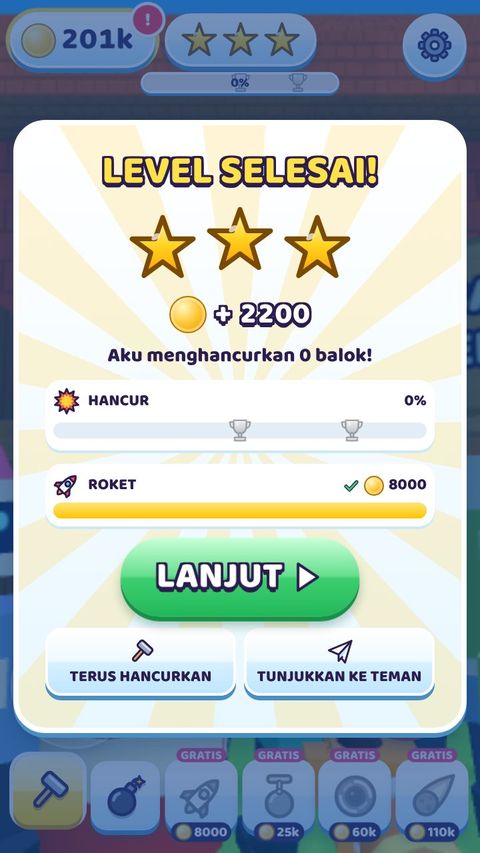 201k
!
0%
LEVEL SELESAI!
+ 2200
Aku menghancurkan 0 balok!
HANCUR 0%
ROKET 8000
LANJUT
TERUS HANCURKAN
TUNJUKKAN KE TEMAN
GRATIS GRATIS GRATIS GRATIS
8000 25k 60k 110k